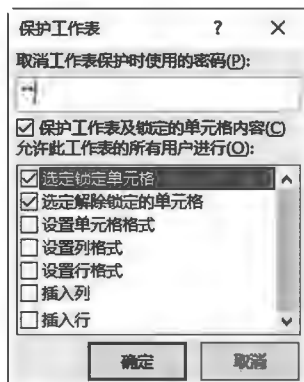 保护工作表 ? ×
取消工作表保护时使用的密码(P):
保护工作表及锁定的单元格内容(C)
允许此工作表的所有用户进行(O):
选定锁定单元格
选定解除锁定的单元格
设置单元格格式
设置列格式
设置行格式
插入列
插入行
确定
取消